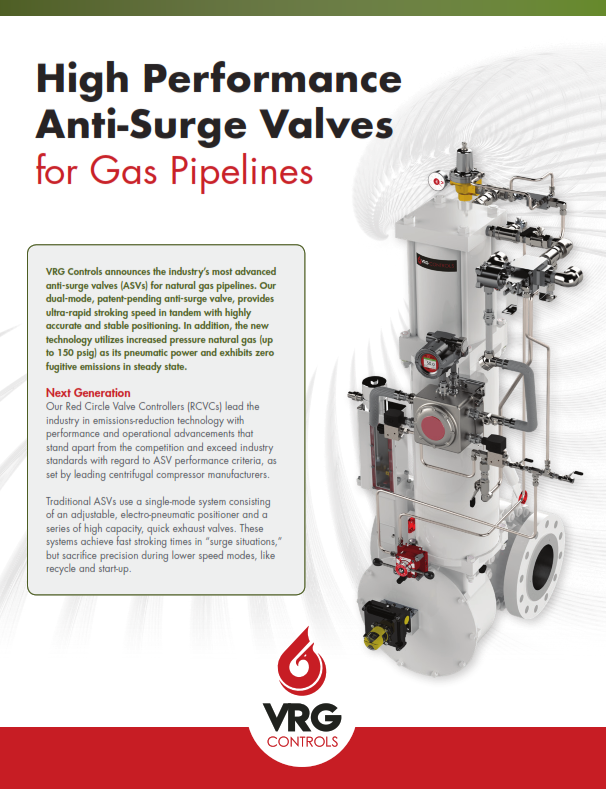 High Performance
Anti-Surge Valves
for Gas Pipelines
VRG Controls announces the industry's most advanced
anti-surge valves (ASVs) for natural gas pipelines. Our
dual-mode, patent-pending anti-surge valve, provides
ultra-rapid stroking speed in tandem with highly
accurate and stable positioning. In addition, the new
technology utilizes increased pressure natural gas (up
to 150 psig) as its pneumatic power and exhibits zero
fugitive emissions in steady state.
Next Generation
Our Red Circle Valve Controllers (RCVCs) lead the
industry in emissions-reduction technology with
performance and operational advancements that
stand apart from the competition and exceed industry
standards with regard to ASV performance criteria, as
set by leading centrifugal compressor manufacturers.
Traditional ASVs use a single-mode system consisting
of an adjustable, electro-pneumatic positioner and a
series of high capacity, quick exhaust valves. These
systems achieve fast stroking times in "surge situations,"
but sacrifice precision during lower speed modes, like
recycle and start-up.
VRG
VRG
CONTROLS